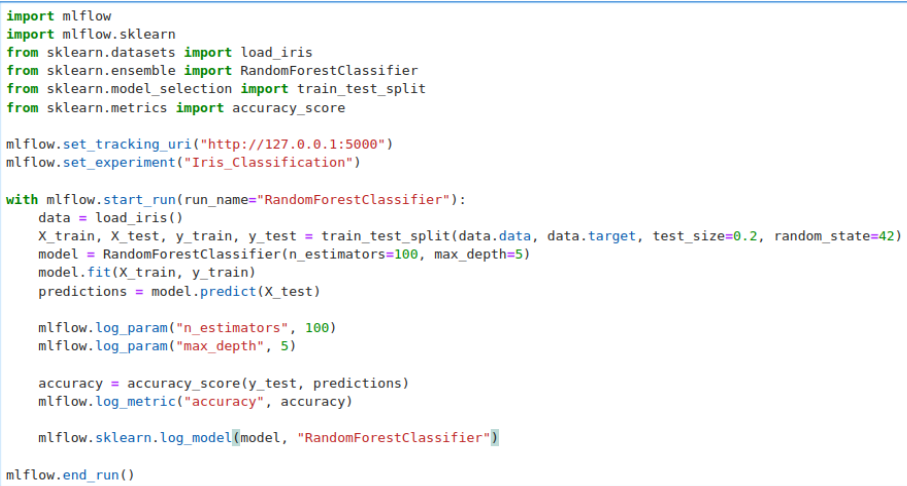 import mlflow
import mlflow.sklearn
from sklearn.datasets import load_iris
from sklearn.ensemble import RandomForestClassifier
from sklearn.model_selection import train_test_split
from sklearn.metrics import accuracy_score

mlflow.set_tracking_uri("http://127.0.0.1:5000")
mlflow.set_experiment("Iris_Classification")

with mlflow.start_run(run_name="RandomForestClassifier"):
    data = load_iris()
    X_train, X_test, y_train, y_test = train_test_split(data.data, data.target, test_size=0.2, random_state=42)
    model = RandomForestClassifier(n_estimators=100, max_depth=5)
    model.fit(X_train, y_train)
    predictions = model.predict(X_test)

    mlflow.log_param("n_estimators", 100)
    mlflow.log_param("max_depth", 5)

    accuracy = accuracy_score(y_test, predictions)
    mlflow.log_metric("accuracy", accuracy)

    mlflow.sklearn.log_model(model, "RandomForestClassifier")

mlflow.end_run()